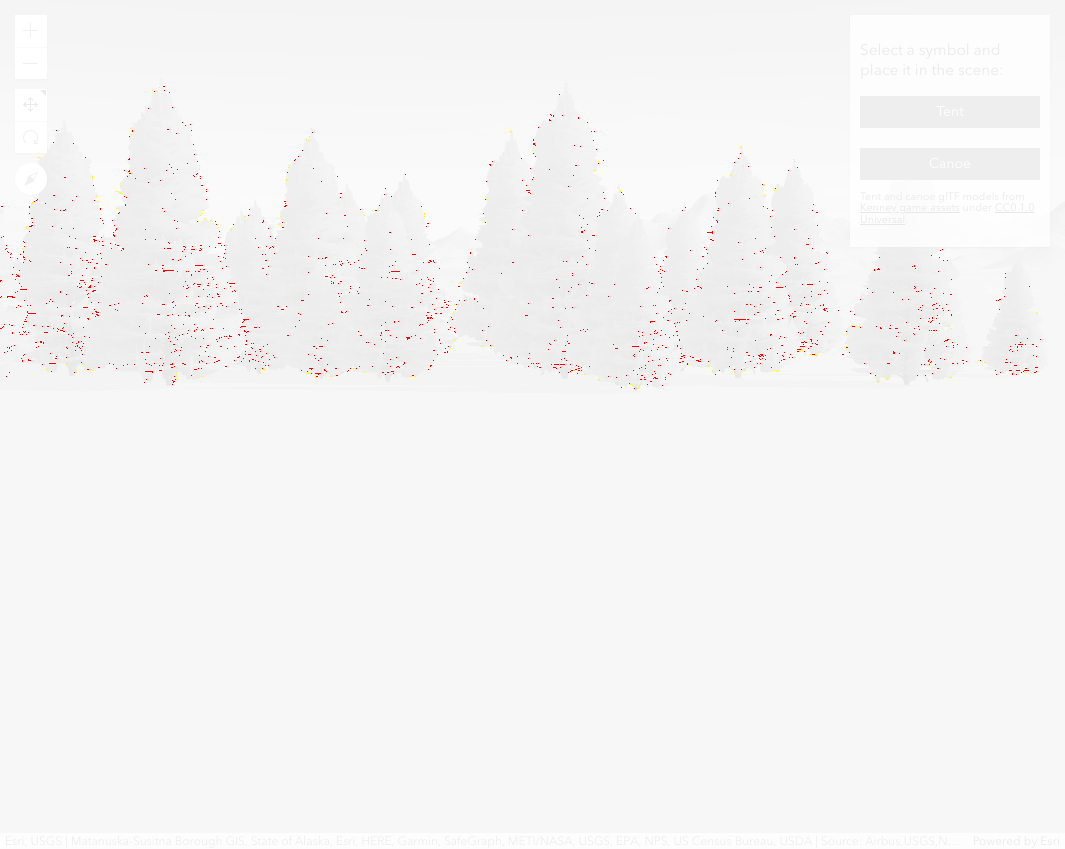 Select a symbol and
place it in the scene:
Tent
Canoe
Tent and canoe glTF models from
Kenney game assets under CC0 1.0
Universal
Esri, USGS | Matanuska-Susitna Borough GIS, State of Alaska, Esri, HERE, Garmin, SafeGraph, METI/NASA, USGS, EPA, NPS, US Census Bureau, USDA | Source: Airbus,USGS,N... Powered by Esri